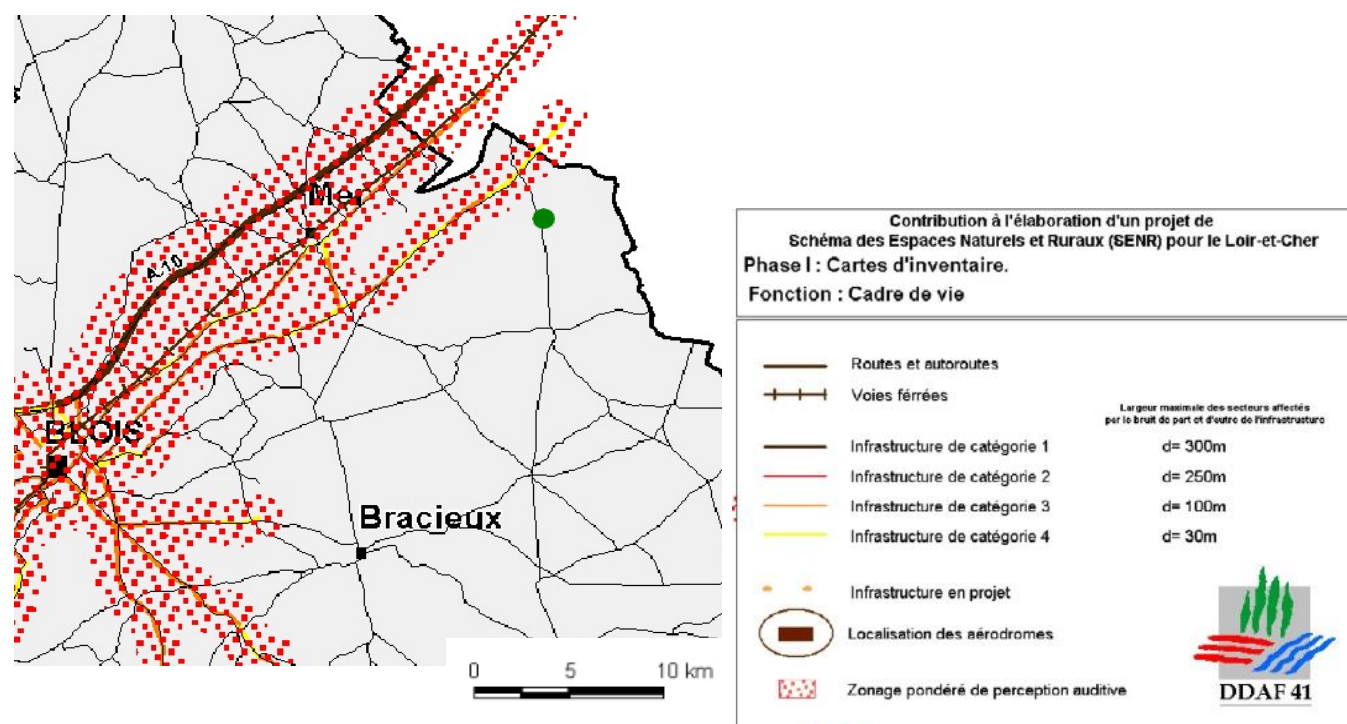 A-10
Mer
BLOIS
Bracieux
0 5 10 km
Contribution à l'élaboration d'un projet de
Schéma des Espaces Naturels et Ruraux (SENR) pour le Loir-et-Cher
Phase I : Cartes d'inventaire.
Fonction : Cadre de vie
Routes et autoroutes
Voies férrées
Largeur maximale des secteurs affectés
par le bruit de part et d'outre de l'infrastructure
Infrastructure de catégorie 1 d= 300m
Infrastructure de catégorie 2 d= 250m
Infrastructure de catégorie 3 d= 100m
Infrastructure de catégorie 4 d= 30m
Infrastructure en projet
Localisation des aérodromes
Zonage pondéré de perception auditive
DDAF 41